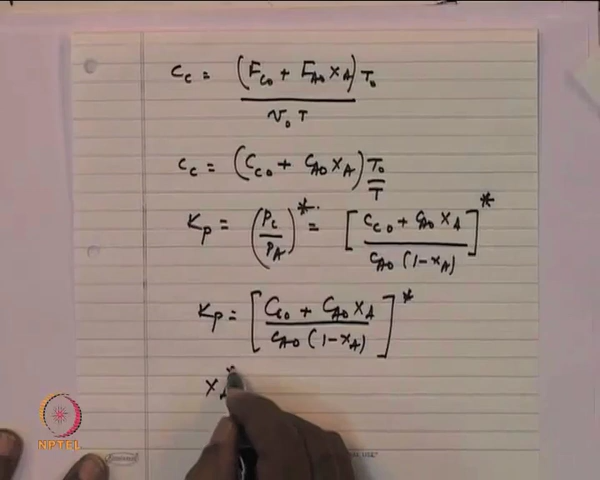 C_C = (F_C0 + F_A0 X_A) T_0 / v_0 T
C_C = (C_C0 + C_A0 X_A) T_0 / T
K_P = (P_C / P_A)^* = [C_C0 + C_A0 X_A / C_A0 (1 - X_A)]^*
K_P = [C_C0 + C_A0 X_A / C_A0 (1 - X_A)]^*
X_A
NPTEL